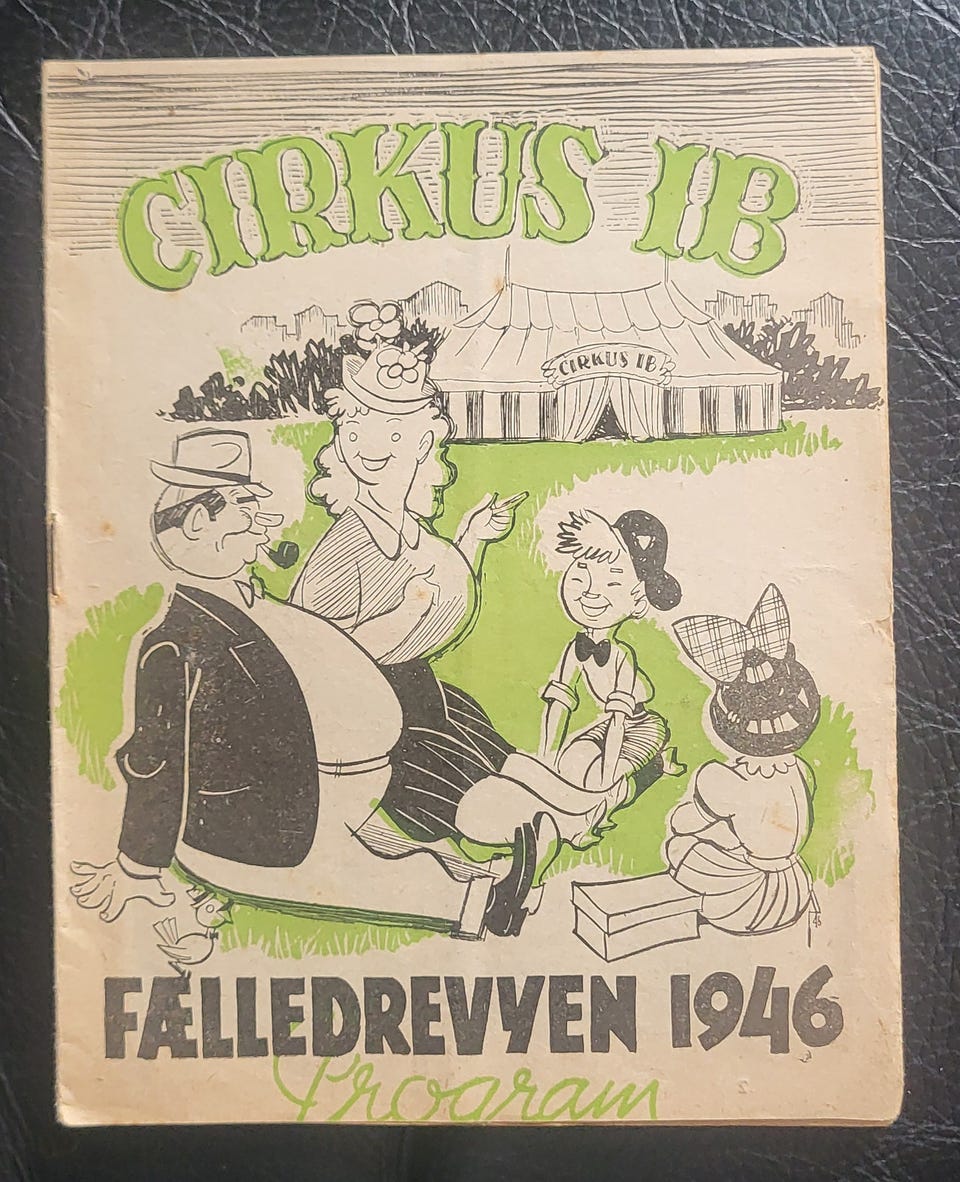 CIRKUS IB
CIRKUS IB
FÆLLEDREVYEN 1946
Program